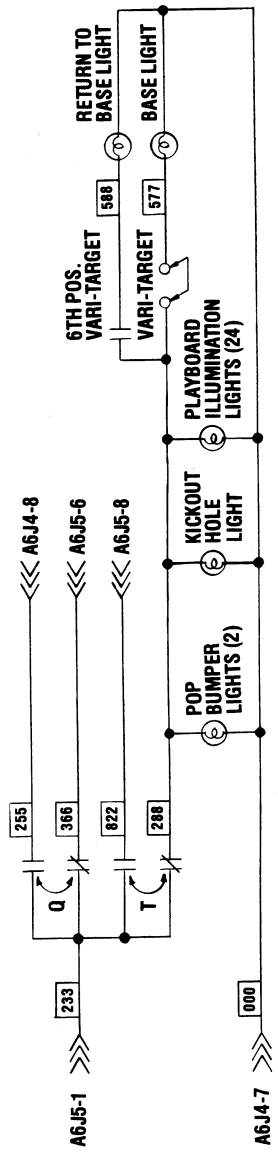 A6J5-1
233
Q
255
A6J4-8
366
A6J5-6
T
822
A6J5-8
288
6TH POS.
VARI-TARGET
588
RETURN TO
BASE LIGHT
VARI-TARGET
577
BASE LIGHT
POP
BUMPER
LIGHTS (2)
KICKOUT
HOLE
LIGHT
PLAYBOARD
ILLUMINATION
LIGHTS (24)
A6J4-7
000